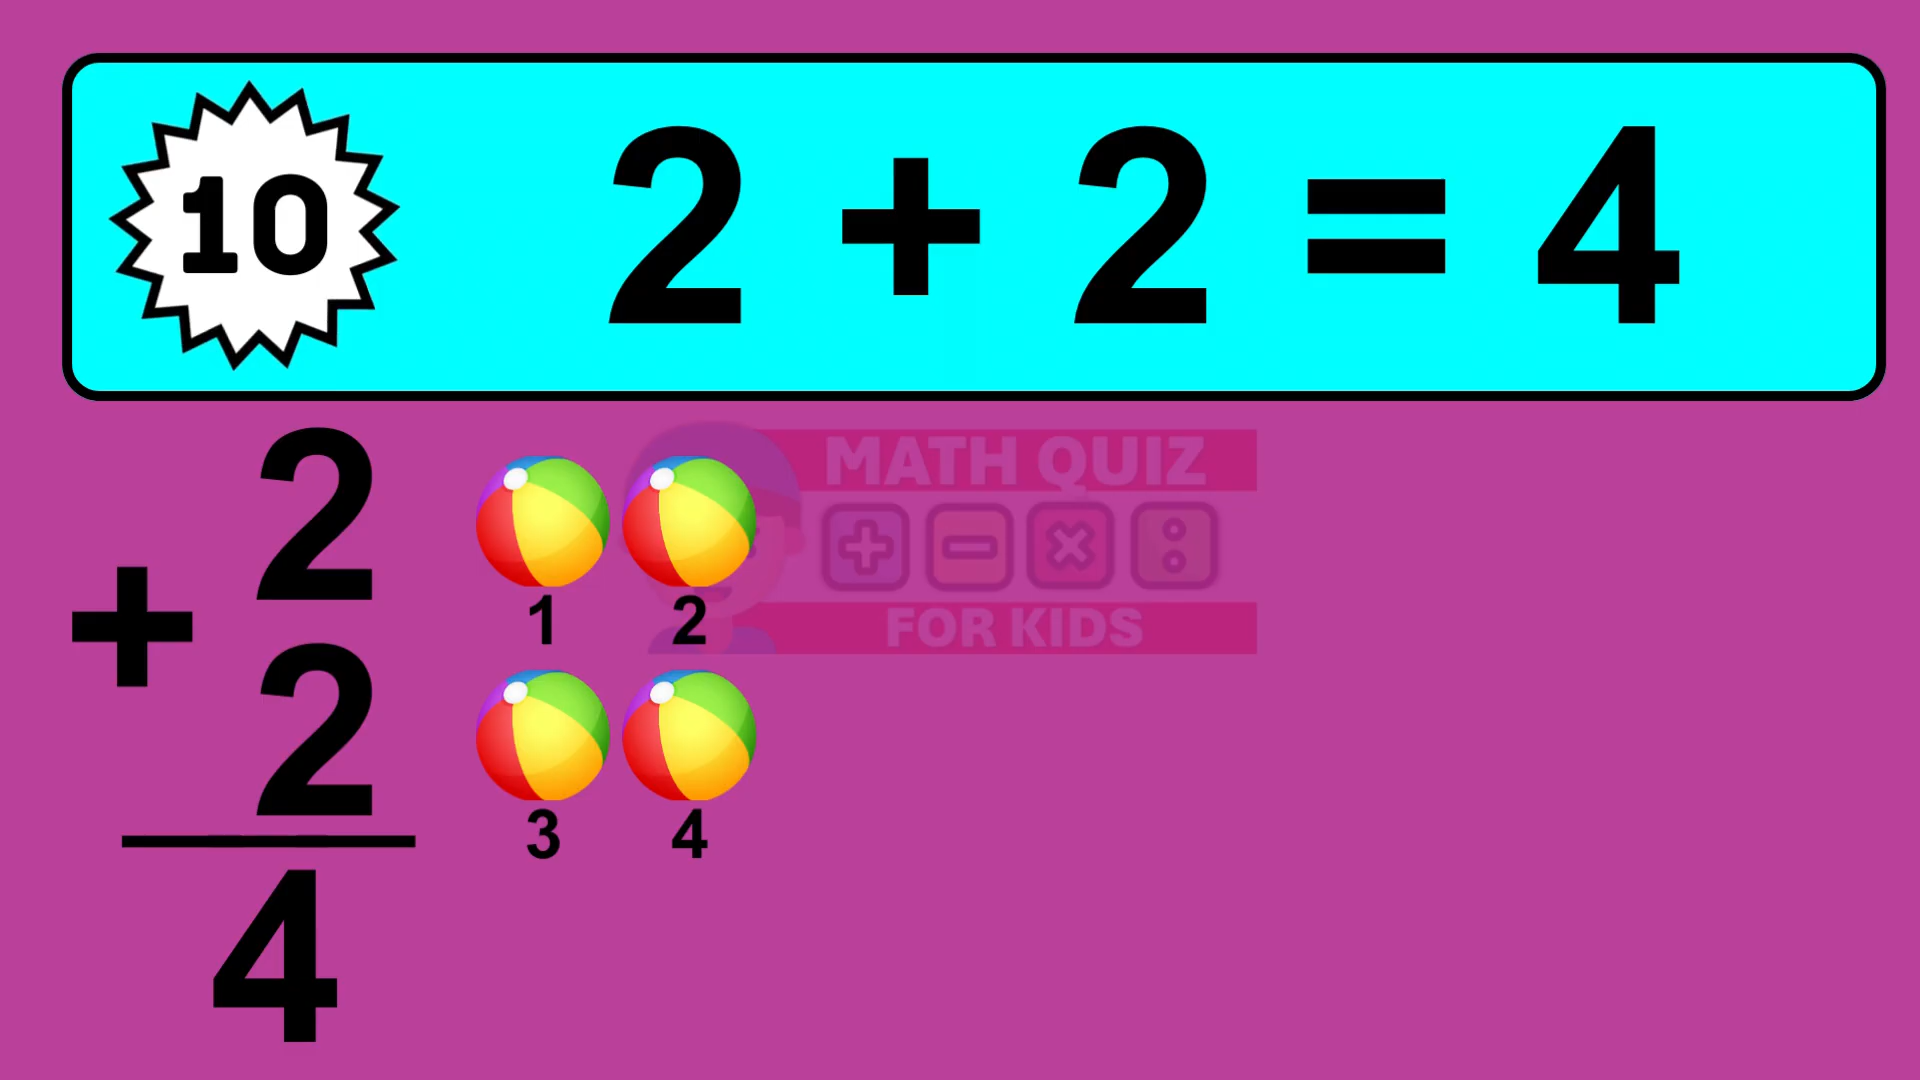 10
2 + 2 = 4
2
+
2
4
1 2
3 4
MATH QUIZ
+ − × :
FOR KIDS